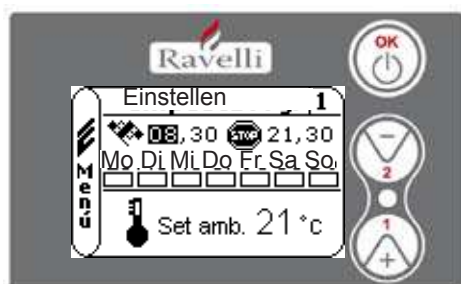 Ravelli
OK
Einstellen 1
08,30 STOP 21,30
Mo Di Mi Do Fr Sa So
Menú
Set amb. 21 °c
2
1